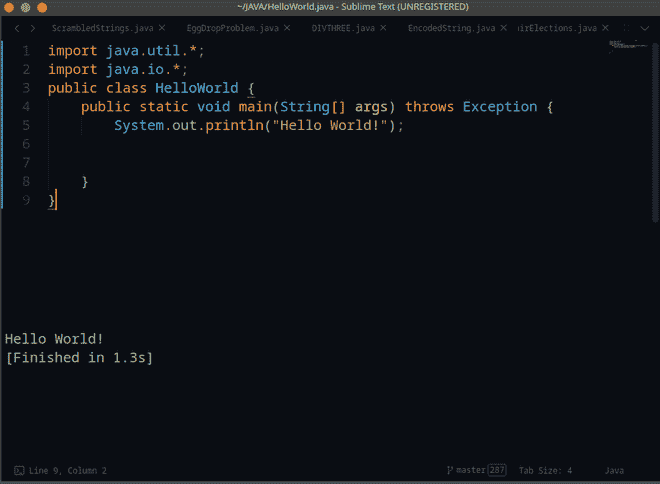 ~/JAVA/HelloWorld.java - Sublime Text (UNREGISTERED)
ScrambledStrings.java EggDropProblem.java DIVTHREE.java EncodedString.java uirElections.java
1 import java.util.*;
2 import java.io.*;
3 public class HelloWorld {
4 public static void main(String[] args) throws Exception {
5 System.out.println("Hello World!");
6
7
8 }
9 }
Hello World!
[Finished in 1.3s]
Line 9, Column 2 master 287 Tab Size: 4 Java